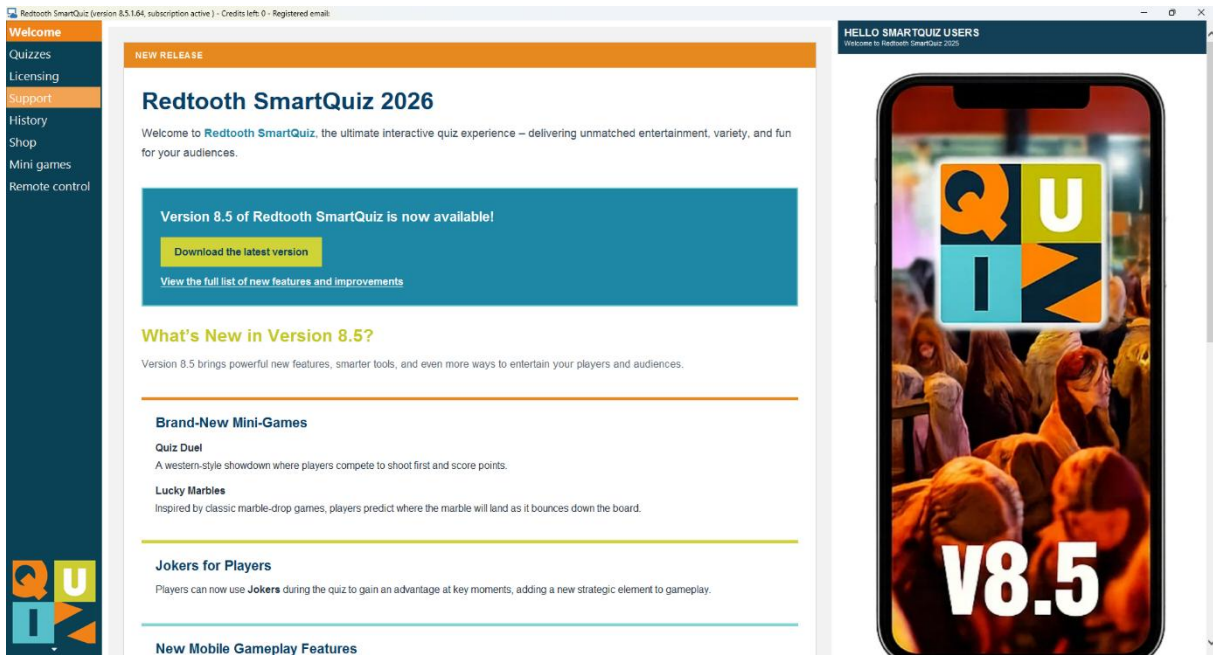 Redtooth SmartQuiz (version 8.5.1.64, subscription active ) - Credits left: 0 - Registered email:
Welcome
Quizzes
Licensing
Support
History
Shop
Mini games
Remote control
QUIZ
NEW RELEASE
Redtooth SmartQuiz 2026
Welcome to Redtooth SmartQuiz, the ultimate interactive quiz experience – delivering unmatched entertainment, variety, and fun
for your audiences.
Version 8.5 of Redtooth SmartQuiz is now available!
Download the latest version
View the full list of new features and improvements
What's New in Version 8.5?
Version 8.5 brings powerful new features, smarter tools, and even more ways to entertain your players and audiences.
Brand-New Mini-Games
Quiz Duel
A western-style showdown where players compete to shoot first and score points.
Lucky Marbles
Inspired by classic marble-drop games, players predict where the marble will land as it bounces down the board.
Jokers for Players
Players can now use Jokers during the quiz to gain an advantage at key moments, adding a new strategic element to gameplay.
New Mobile Gameplay Features
HELLO SMARTQUIZ USERS
Welcome to Redtooth SmartQuiz 2025
QUIZ
V8.5